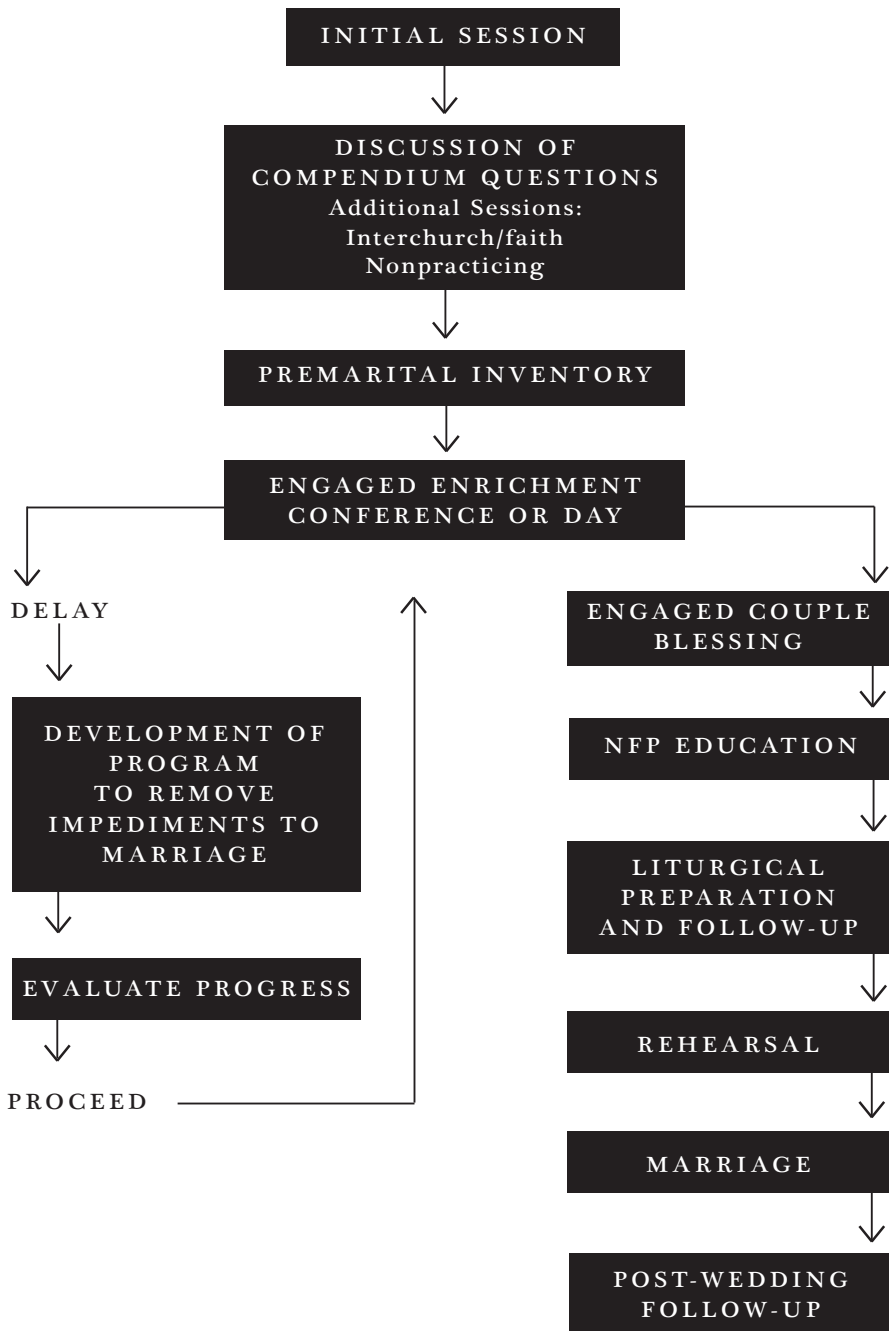 INITIAL SESSION
DISCUSSION OF
COMPENDIUM QUESTIONS
Additional Sessions:
Interchurch/faith
Nonpracticing
PREMARITAL INVENTORY
ENGAGED ENRICHMENT
CONFERENCE OR DAY
DELAY
DEVELOPMENT OF
PROGRAM
TO REMOVE
IMPEDIMENTS TO
MARRIAGE
EVALUATE PROGRESS
PROCEED
ENGAGED COUPLE
BLESSING
NFP EDUCATION
LITURGICAL
PREPARATION
AND FOLLOW-UP
REHEARSAL
MARRIAGE
POST-WEDDING
FOLLOW-UP